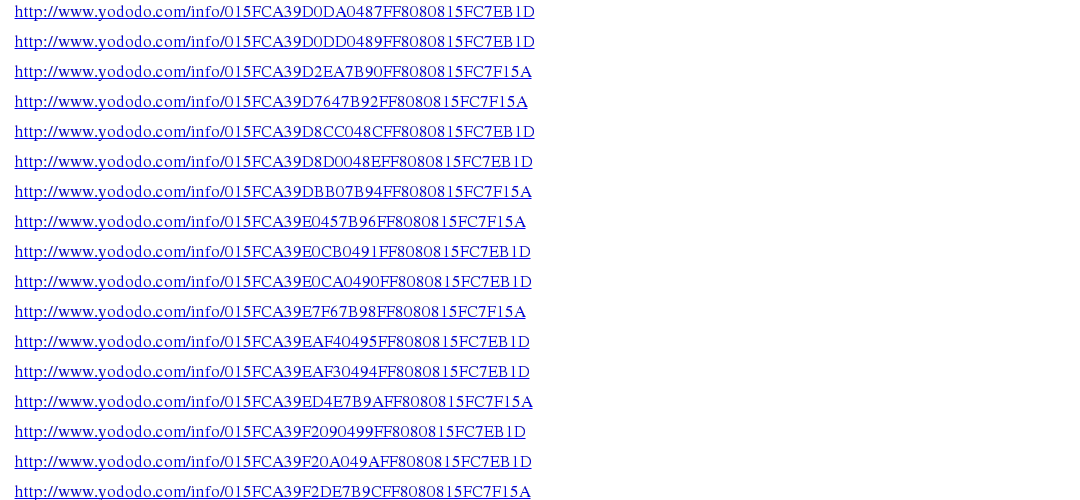 http://www.yododo.com/info/015FCA39D0DA0487FF8080815FC7EB1D
http://www.yododo.com/info/015FCA39D0DD0489FF8080815FC7EB1D
http://www.yododo.com/info/015FCA39D2EA7B90FF8080815FC7F15A
http://www.yododo.com/info/015FCA39D7647B92FF8080815FC7F15A
http://www.yododo.com/info/015FCA39D8CC048CFF8080815FC7EB1D
http://www.yododo.com/info/015FCA39D8D0048EFF8080815FC7EB1D
http://www.yododo.com/info/015FCA39DBB07B94FF8080815FC7F15A
http://www.yododo.com/info/015FCA39E0457B96FF8080815FC7F15A
http://www.yododo.com/info/015FCA39E0CB0491FF8080815FC7EB1D
http://www.yododo.com/info/015FCA39E0CA0490FF8080815FC7EB1D
http://www.yododo.com/info/015FCA39E7F67B98FF8080815FC7F15A
http://www.yododo.com/info/015FCA39EAF40495FF8080815FC7EB1D
http://www.yododo.com/info/015FCA39EAF30494FF8080815FC7EB1D
http://www.yododo.com/info/015FCA39ED4E7B9AFF8080815FC7F15A
http://www.yododo.com/info/015FCA39F2090499FF8080815FC7EB1D
http://www.yododo.com/info/015FCA39F20A049AFF8080815FC7EB1D
http://www.yododo.com/info/015FCA39F2DE7B9CFF8080815FC7F15A